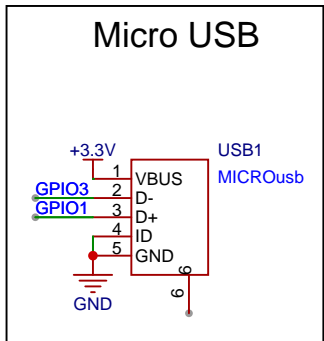 Micro USB
+3.3V
USB1
MICROusb
1 VBUS
GPIO3 2 D-
GPIO1 3 D+
4 ID
5 GND
6
6
GND